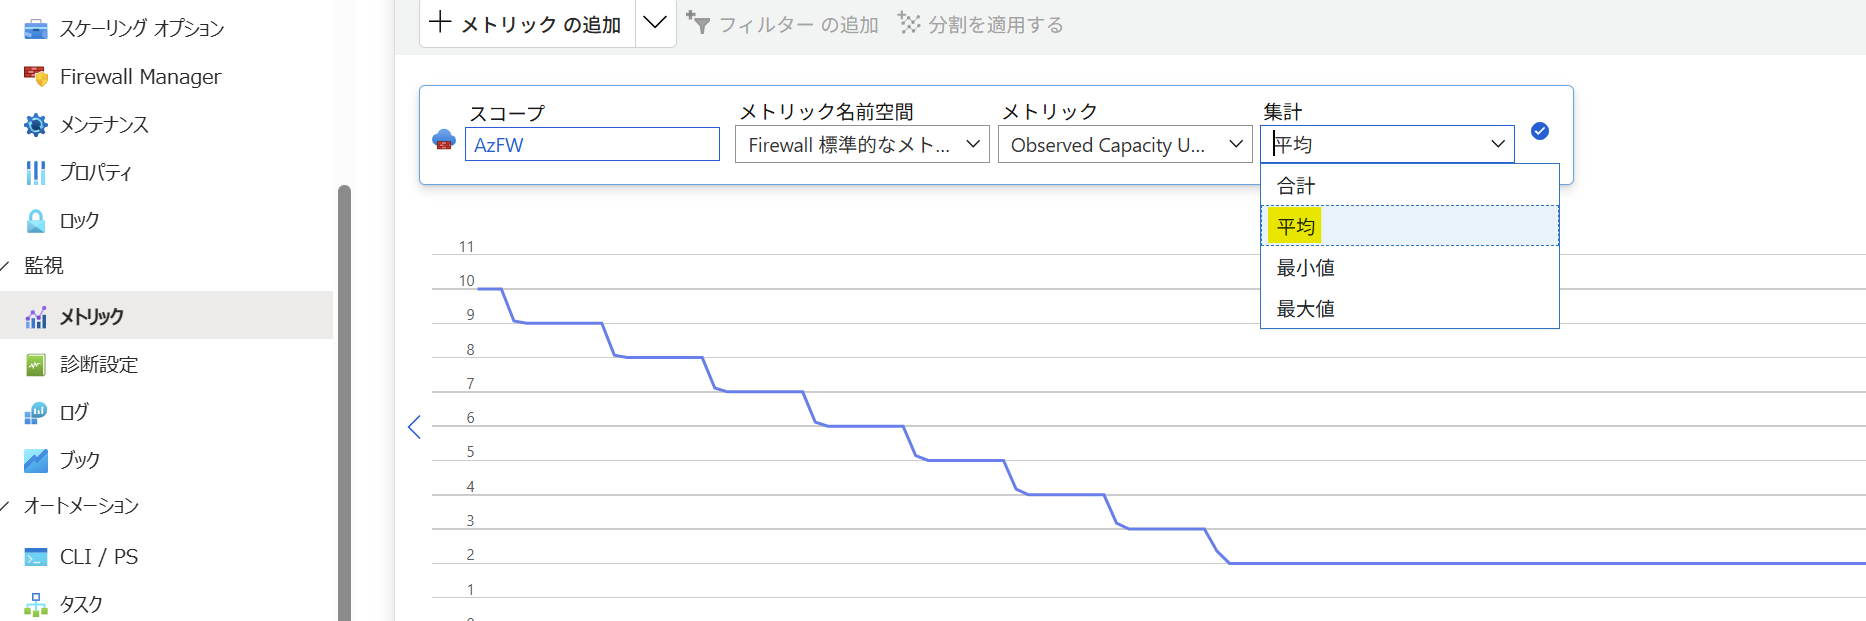 スケーリング オプション
Firewall Manager
メンテナンス
プロパティ
ロック
監視
メトリック
診断設定
ログ
ブック
オートメーション
CLI / PS
タスク
メトリック の追加
フィルター の追加
分割を適用する
スコープ
AzFW
メトリック名前空間
Firewall 標準的なメト...
メトリック
Observed Capacity U...
集計
平均
合計
平均
最小値
最大値
11
10
9
8
7
6
5
4
3
2
1